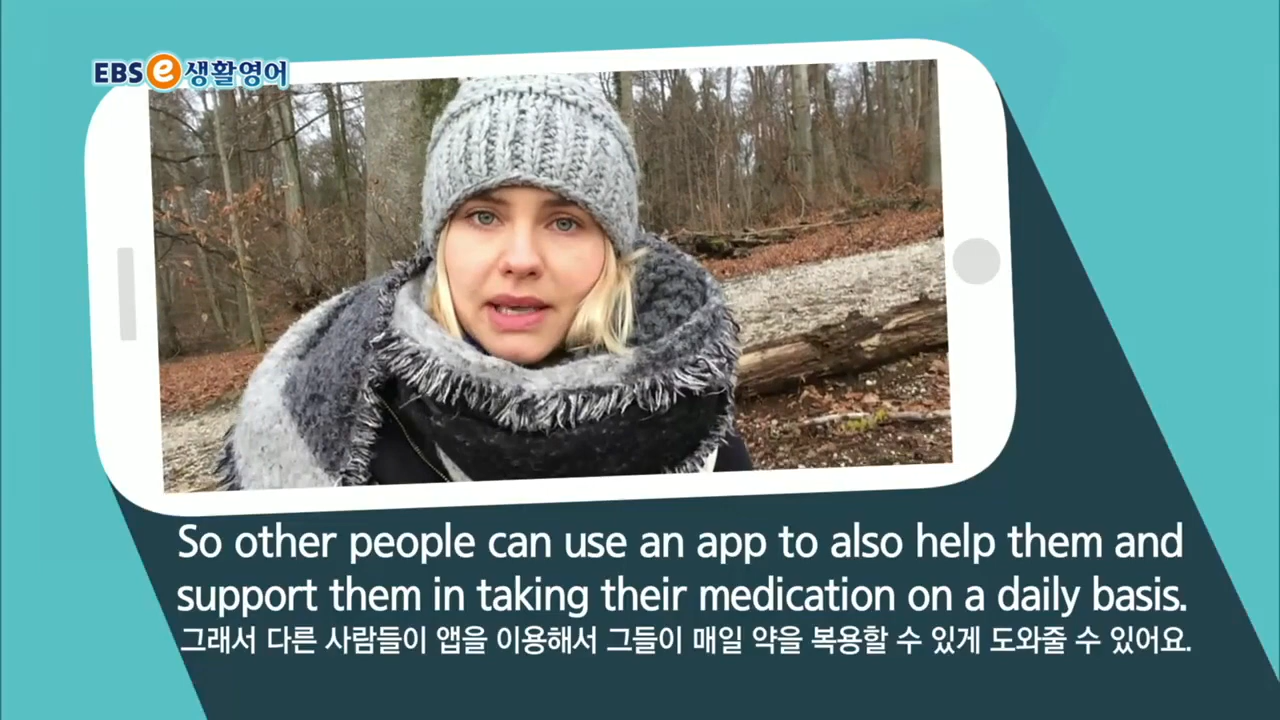 EBS e 생활영어
So other people can use an app to also help them and
support them in taking their medication on a daily basis.
그래서 다른 사람들이 앱을 이용해서 그들이 매일 약을 복용할 수 있게 도와줄 수 있어요.